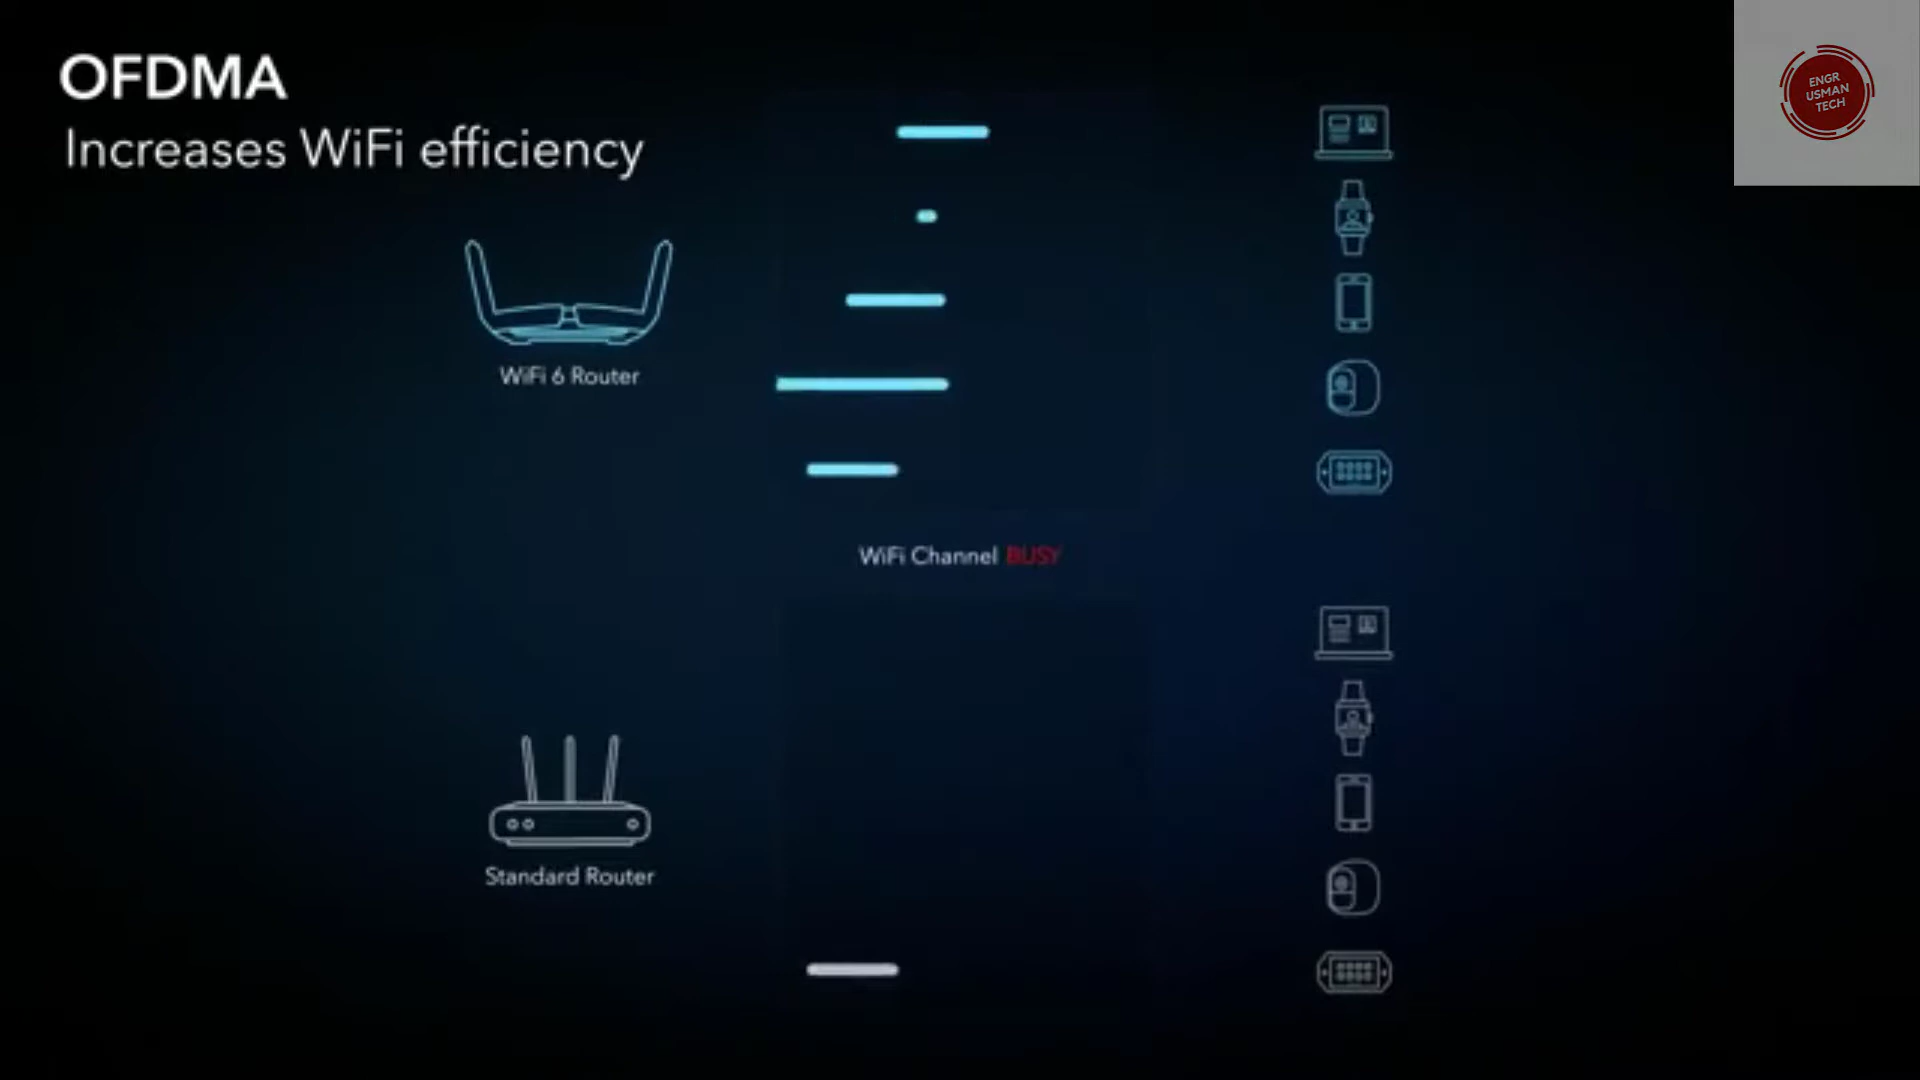 OFDMA
Increases WiFi efficiency
ENGR
USMAN
TECH
WiFi 6 Router
WiFi Channel BUSY
Standard Router